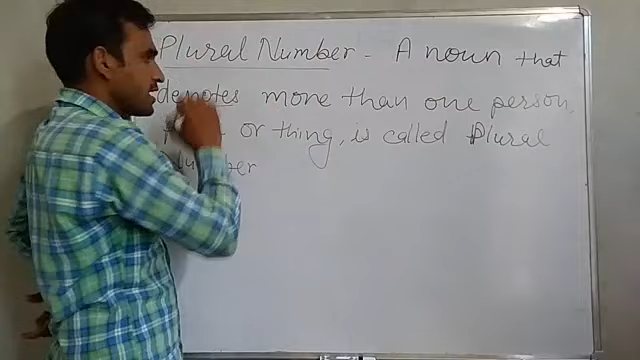 Plural Number - A noun that
denotes more than one person,
or thing, is called Plural